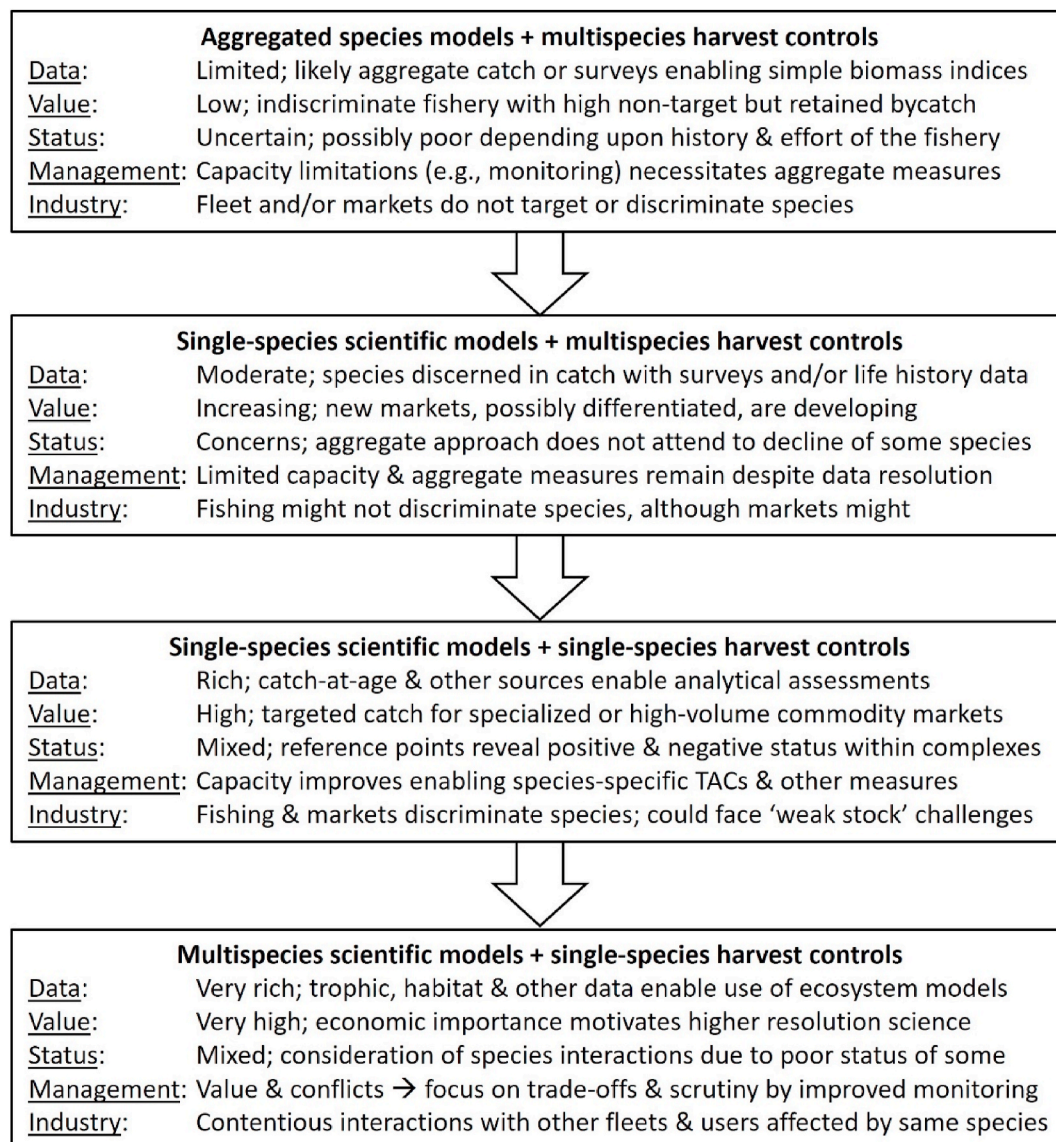 Aggregated species models + multispecies harvest controls
Data: Limited; likely aggregate catch or surveys enabling simple biomass indices
Value: Low; indiscriminate fishery with high non-target but retained bycatch
Status: Uncertain; possibly poor depending upon history & effort of the fishery
Management: Capacity limitations (e.g., monitoring) necessitates aggregate measures
Industry: Fleet and/or markets do not target or discriminate species
Single-species scientific models + multispecies harvest controls
Data: Moderate; species discerned in catch with surveys and/or life history data
Value: Increasing; new markets, possibly differentiated, are developing
Status: Concerns; aggregate approach does not attend to decline of some species
Management: Limited capacity & aggregate measures remain despite data resolution
Industry: Fishing might not discriminate species, although markets might
Single-species scientific models + single-species harvest controls
Data: Rich; catch-at-age & other sources enable analytical assessments
Value: High; targeted catch for specialized or high-volume commodity markets
Status: Mixed; reference points reveal positive & negative status within complexes
Management: Capacity improves enabling species-specific TACs & other measures
Industry: Fishing & markets discriminate species; could face ‘weak stock’ challenges
Multispecies scientific models + single-species harvest controls
Data: Very rich; trophic, habitat & other data enable use of ecosystem models
Value: Very high; economic importance motivates higher resolution science
Status: Mixed; consideration of species interactions due to poor status of some
Management: Value & conflicts → focus on trade-offs & scrutiny by improved monitoring
Industry: Contentious interactions with other fleets & users affected by same species